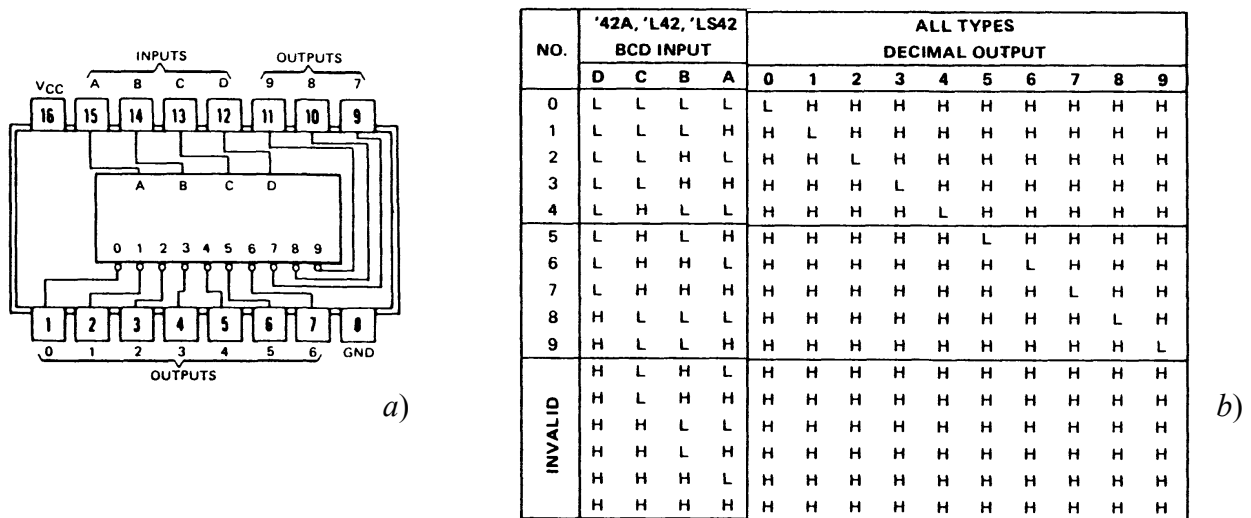 INPUTS OUTPUTS
VCC A B C D 9 8 7
16 15 14 13 12 11 10 9
A B C D
0 1 2 3 4 5 6 7 8 9
1 2 3 4 5 6 7 8
0 1 2 3 4 5 6 GND
OUTPUTS
a)
NO. '42A, 'L42, 'LS42 ALL TYPES
BCD INPUT DECIMAL OUTPUT
D C B A 0 1 2 3 4 5 6 7 8 9
0 L L L L L H H H H H H H H H
1 L L L H H L H H H H H H H H
2 L L H L H H L H H H H H H H
3 L L H H H H H L H H H H H H
4 L H L L H H H H L H H H H H
5 L H L H H H H H H L H H H H
6 L H H L H H H H H H L H H H
7 L H H H H H H H H H H L H H
8 H L L L H H H H H H H H L H
9 H L L H H H H H H H H H H L
INVALID
H L H L H H H H H H H H H H
H L H H H H H H H H H H H H
H H L L H H H H H H H H H H
H H L H H H H H H H H H H H
H H H L H H H H H H H H H H
H H H H H H H H H H H H H H
b)